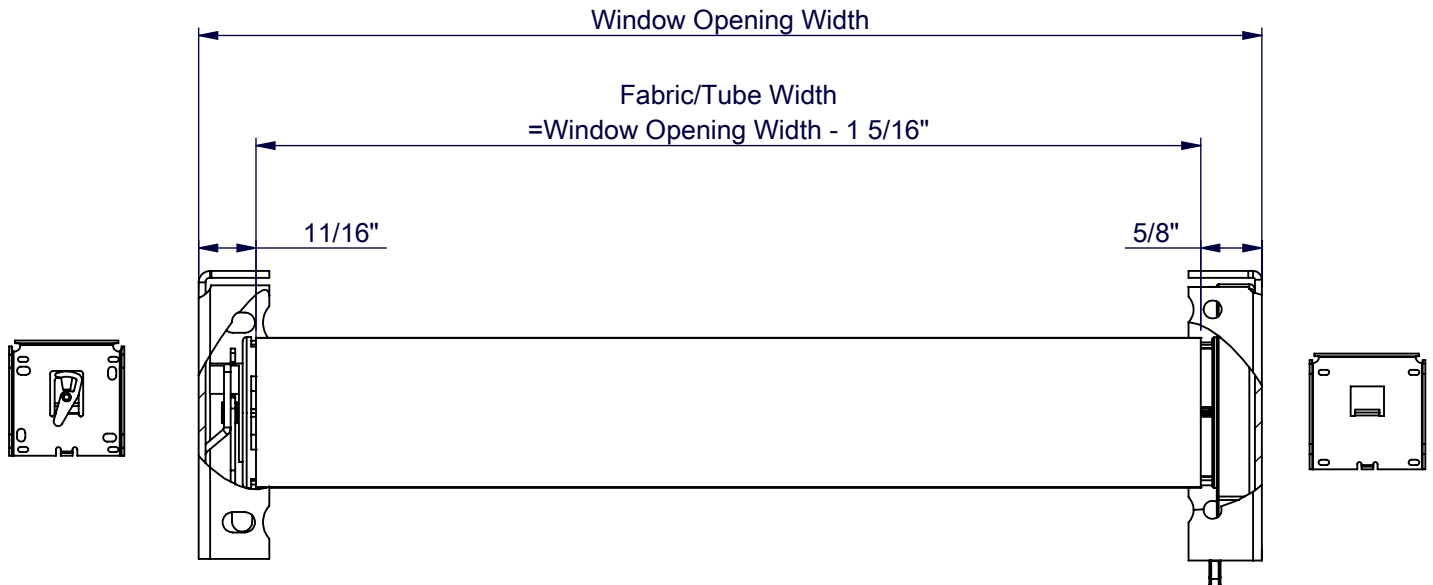 Window Opening Width
Fabric/Tube Width
=Window Opening Width - 1 5/16"
11/16"
5/8"